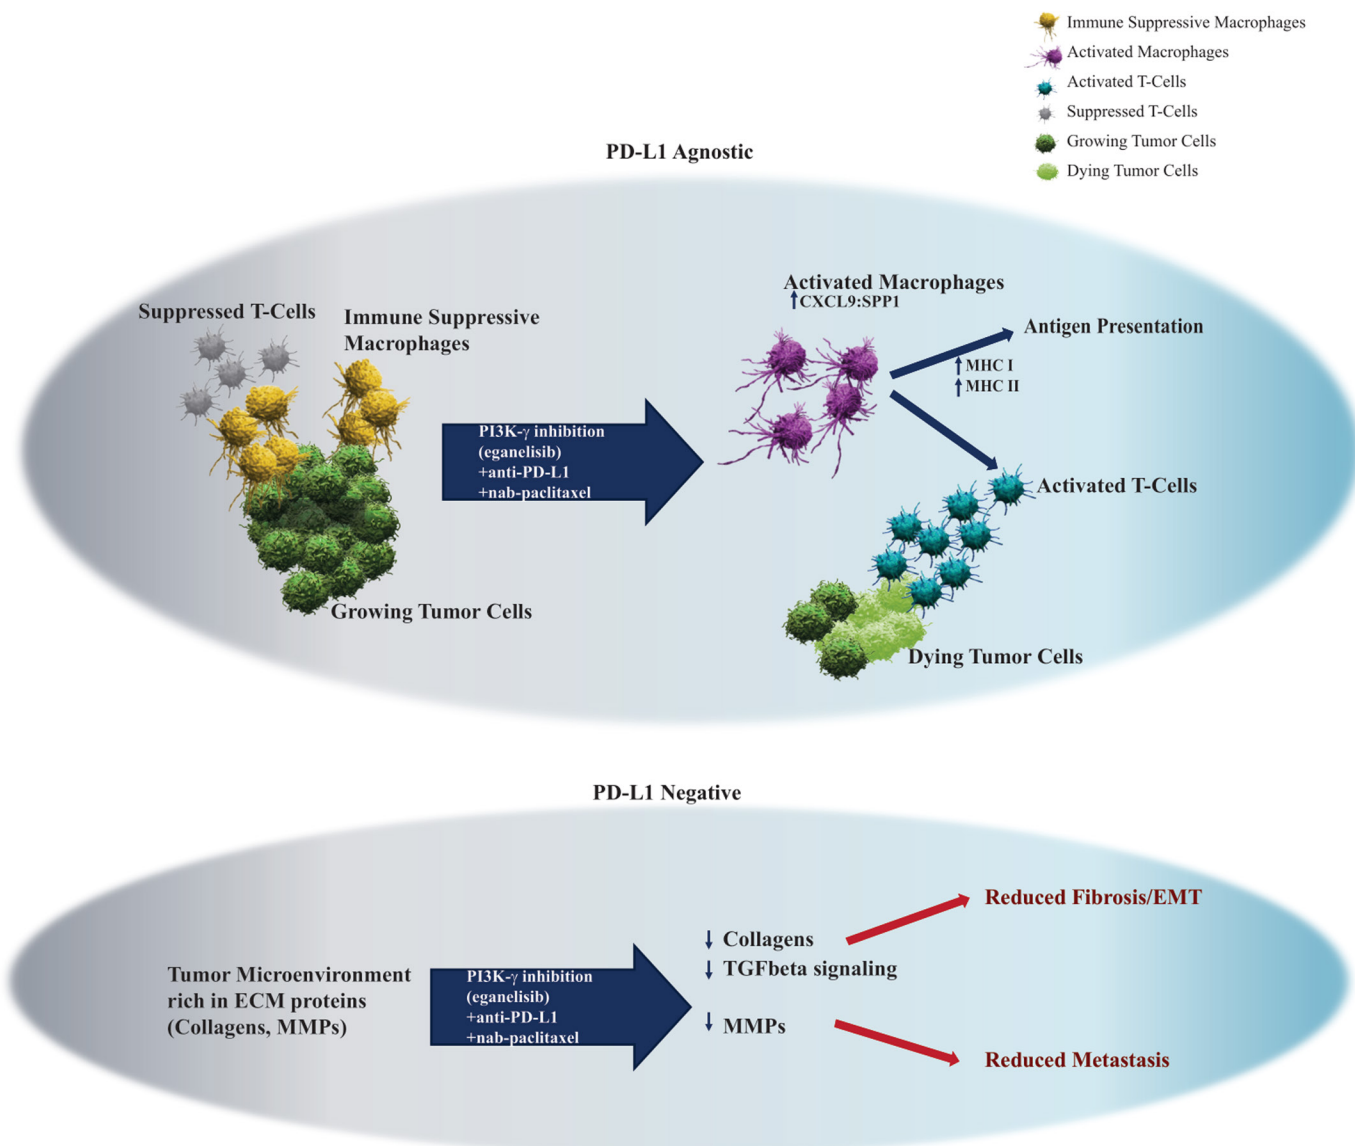 Immune Suppressive Macrophages
Activated Macrophages
Activated T-Cells
Suppressed T-Cells
Growing Tumor Cells
Dying Tumor Cells
PD-L1 Agnostic
Suppressed T-Cells
Immune Suppressive
Macrophages
Growing Tumor Cells
PI3K-γ inhibition
(eganelisib)
+anti-PD-L1
+nab-paclitaxel
Activated Macrophages
↑CXCL9:SPP1
Antigen Presentation
↑ MHC I
↑ MHC II
Activated T-Cells
Dying Tumor Cells
PD-L1 Negative
Tumor Microenvironment
rich in ECM proteins
(Collagens, MMPs)
PI3K-γ inhibition
(eganelisib)
+anti-PD-L1
+nab-paclitaxel
↓ Collagens
↓ TGFbeta signaling
↓ MMPs
Reduced Fibrosis/EMT
Reduced Metastasis